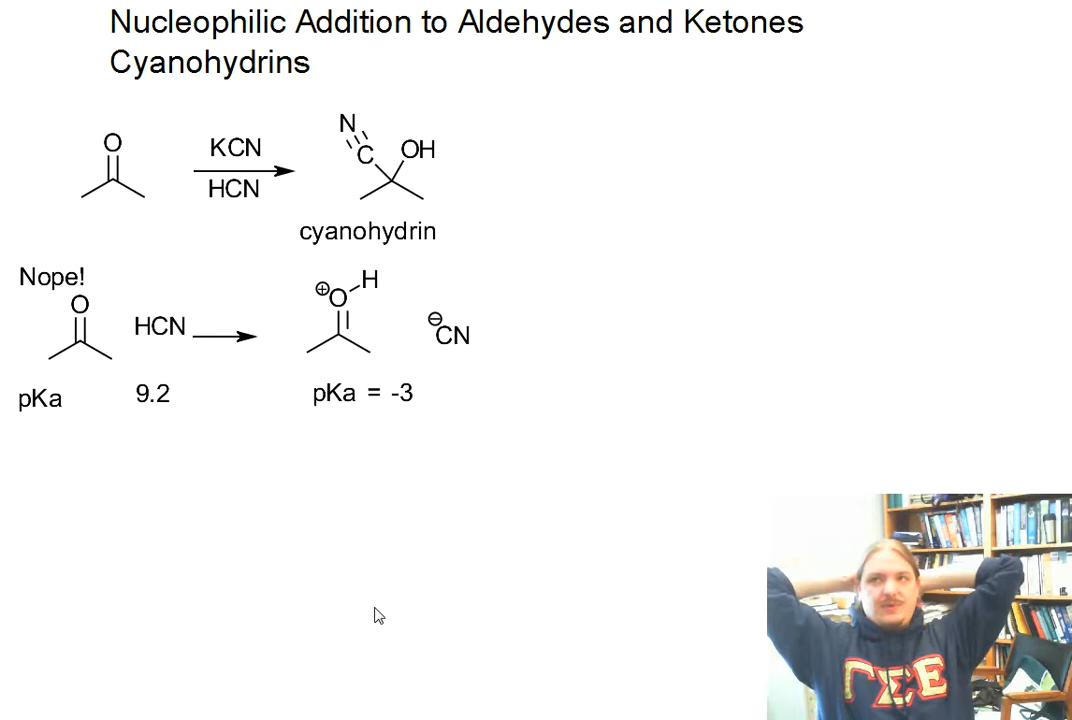 Nucleophilic Addition to Aldehydes and Ketones
Cyanohydrins
O
KCN
HCN
N
C OH
cyanohydrin
Nope!
O
HCN
⊕O-H
⊖CN
pKa 9.2 pKa = -3
ΓΣΕ